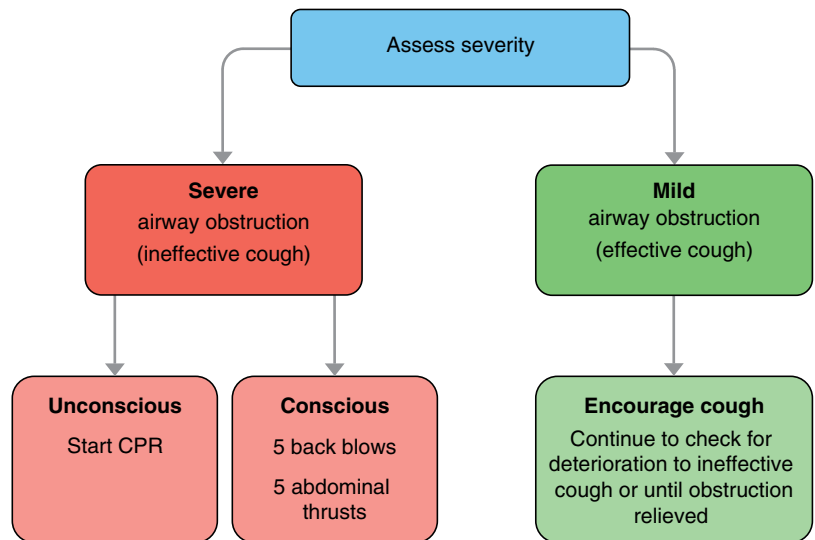 Assess severity
Severe
airway obstruction
(ineffective cough)
Mild
airway obstruction
(effective cough)
Unconscious
Start CPR
Conscious
5 back blows
5 abdominal
thrusts
Encourage cough
Continue to check for
deterioration to ineffective
cough or until obstruction
relieved